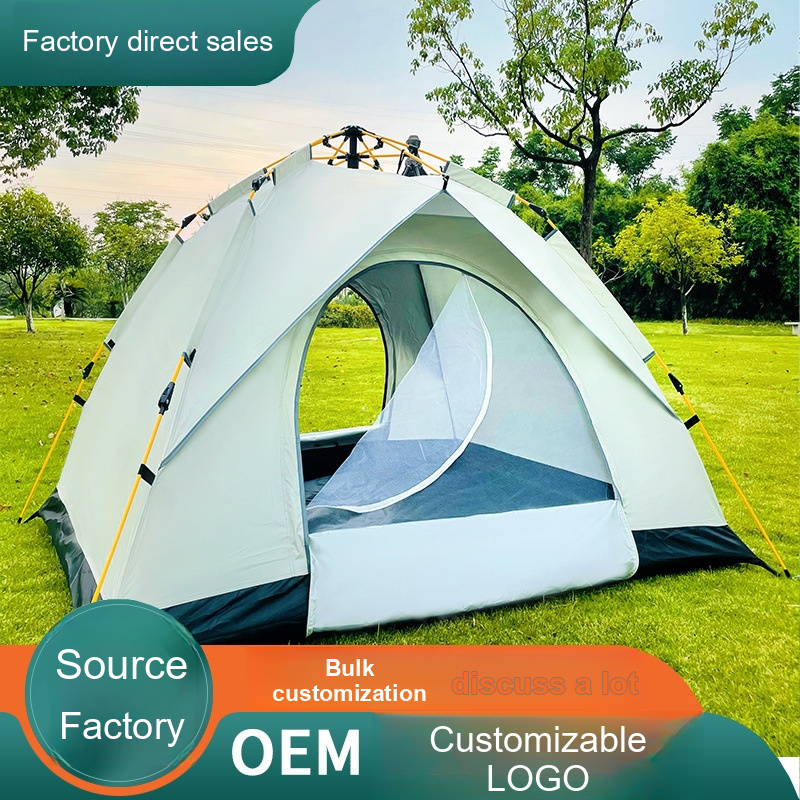 Factory direct sales
Source
Factory
Bulk
customization
discuss a lot
OEM
Customizable
LOGO